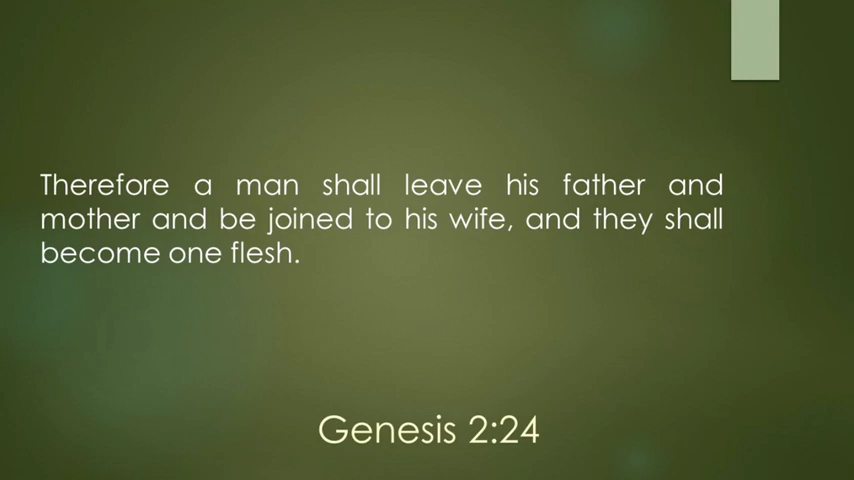 Therefore a man shall leave his father and
mother and be joined to his wife, and they shall
become one flesh.
Genesis 2:24